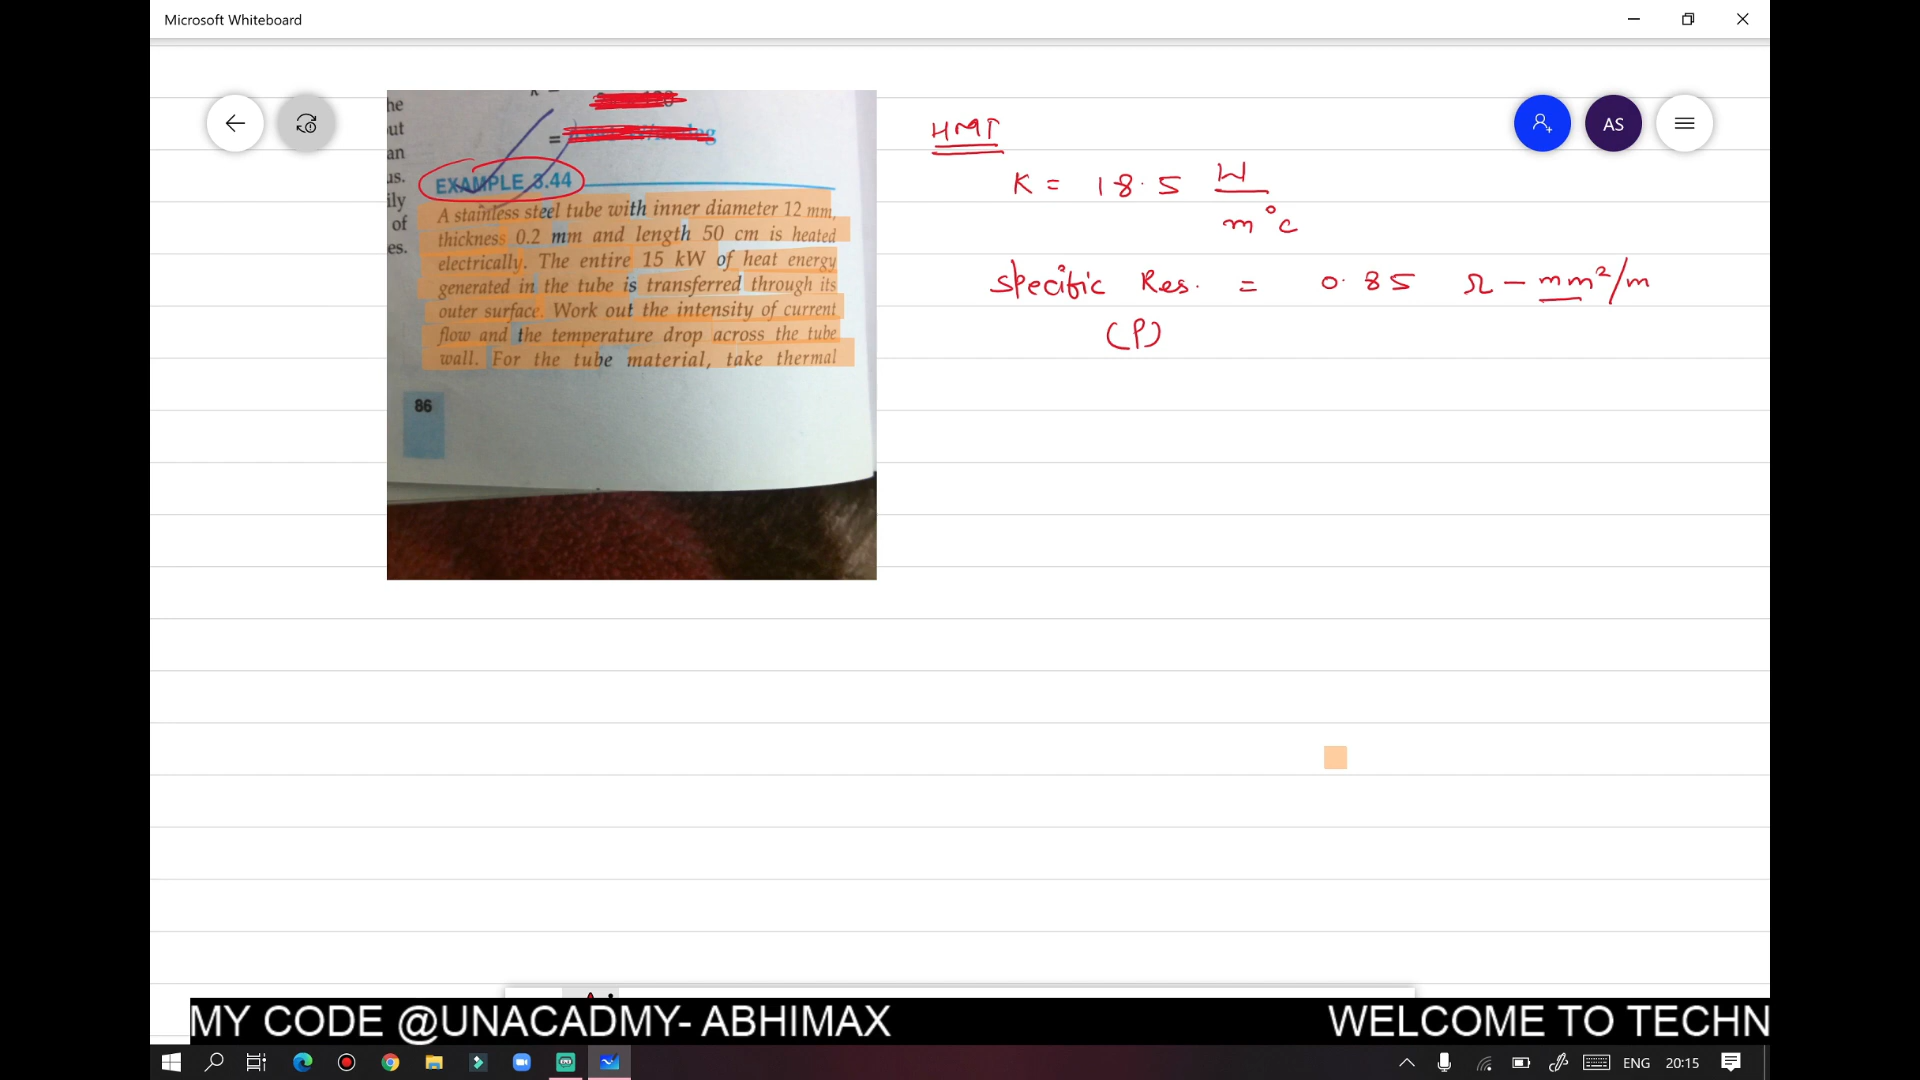 Microsoft Whiteboard
he
ut
an
us.
ily
of
es.
=
EXAMPLE 3.44
A stainless steel tube with inner diameter 12 mm,
thickness 0.2 mm and length 50 cm is heated
electrically. The entire 15 kW of heat energy
generated in the tube is transferred through its
outer surface. Work out the intensity of current
flow and the temperature drop across the tube
wall. For the tube material, take thermal
86
HMT
K = 18.5 W
m°c
Specific Res. = 0.85 Ω - mm²/m
(ρ)
AS
MY CODE @UNACADMY- ABHIMAX
WELCOME TO TECHN
ENG 20:15